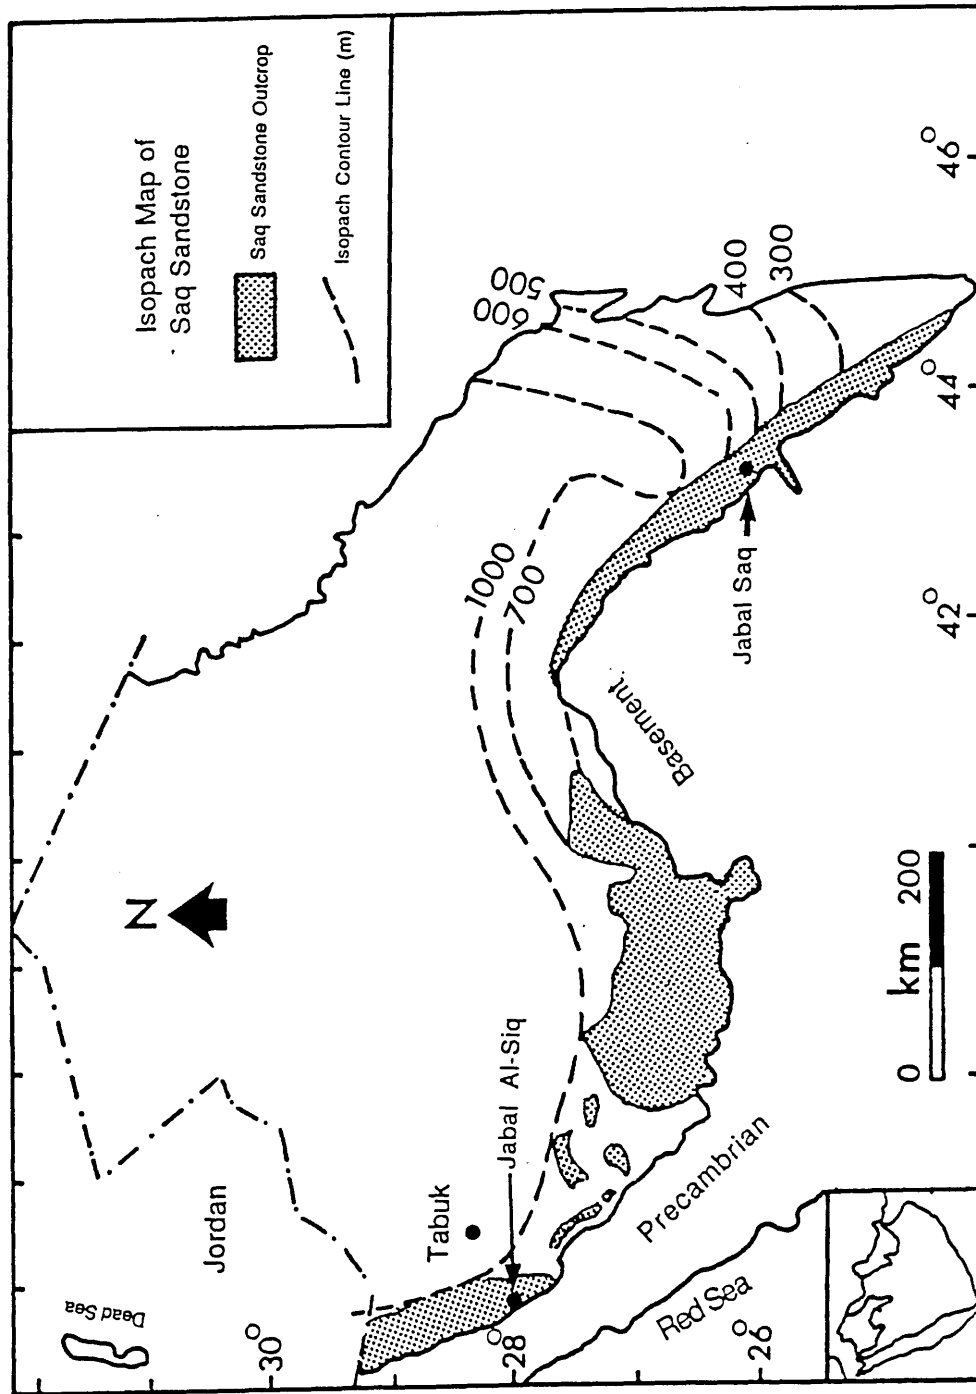 Isopach Map of
Saq Sandstone
Saq Sandstone Outcrop
Isopach Contour Line (m)
Dead Sea
Jordan
Tabuk
Jabal Al-Siq
N
1000
700
600
500
400
300
Basement
Jabal Saq
Precambrian
Red Sea
30°
28°
26°
42°
44°
46°
0 km 200